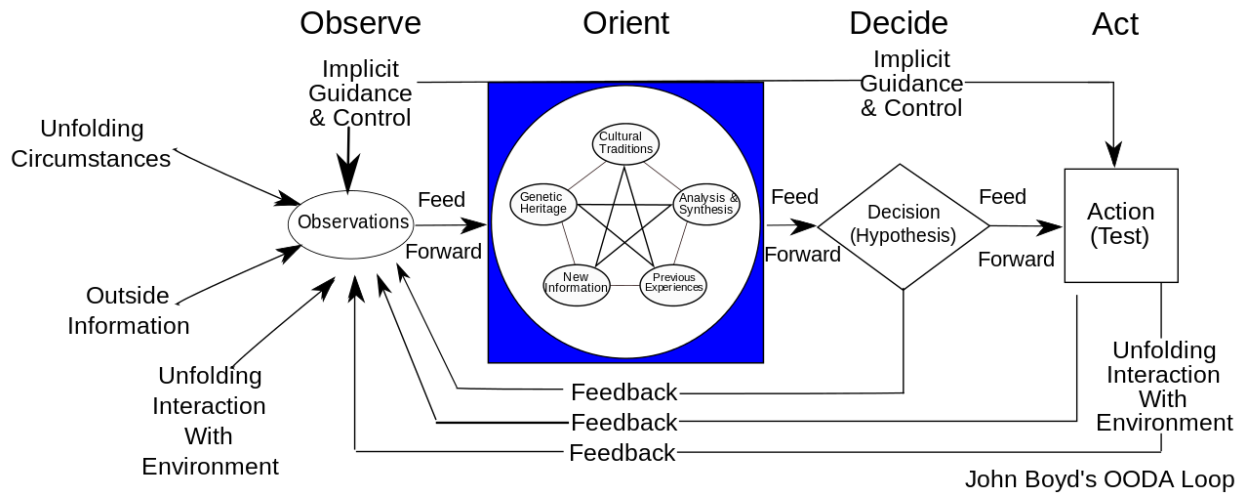 Observe
Orient
Decide
Act
Implicit
Guidance
& Control
Implicit
Guidance
& Control
Unfolding
Circumstances
Observations
Feed
Forward
Cultural
Traditions
Genetic
Heritage
Analysis &
Synthesis
New
Information
Previous
Experiences
Feed
Forward
Decision
(Hypothesis)
Feed
Forward
Action
(Test)
Outside
Information
Unfolding
Interaction
With
Environment
Unfolding
Interaction
With
Environment
Feedback
Feedback
Feedback
John Boyd's OODA Loop